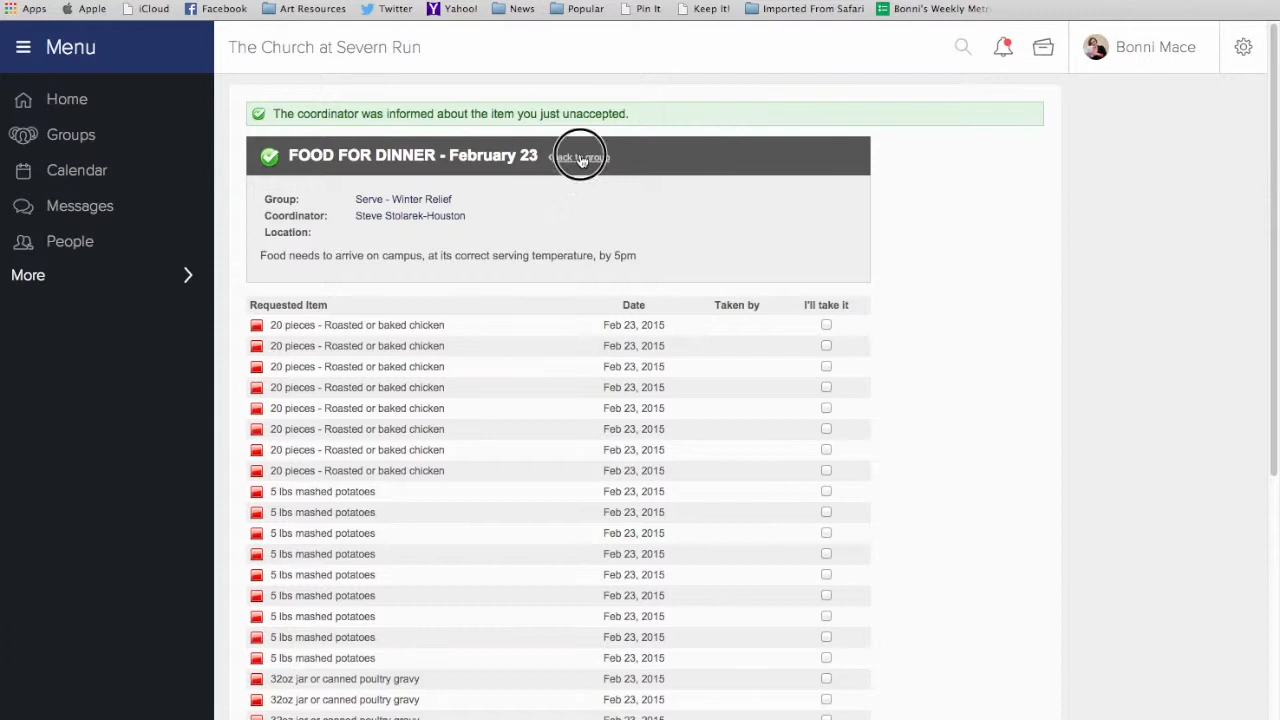 Apps Apple iCloud Facebook Art Resources Twitter Yahoo! News Popular Pin It Keep It! Imported From Safari Bonni's Weekly Metr
Menu
The Church at Severn Run
Bonni Mace
Home
Groups
Calendar
Messages
People
More
The coordinator was informed about the item you just unaccepted.
FOOD FOR DINNER - February 23 back to group
Group: Serve - Winter Relief
Coordinator: Steve Stolarek-Houston
Location:
Food needs to arrive on campus, at its correct serving temperature, by 5pm
Requested Item Date Taken by I'll take it
20 pieces - Roasted or baked chicken Feb 23, 2015
20 pieces - Roasted or baked chicken Feb 23, 2015
20 pieces - Roasted or baked chicken Feb 23, 2015
20 pieces - Roasted or baked chicken Feb 23, 2015
20 pieces - Roasted or baked chicken Feb 23, 2015
20 pieces - Roasted or baked chicken Feb 23, 2015
20 pieces - Roasted or baked chicken Feb 23, 2015
20 pieces - Roasted or baked chicken Feb 23, 2015
5 lbs mashed potatoes Feb 23, 2015
5 lbs mashed potatoes Feb 23, 2015
5 lbs mashed potatoes Feb 23, 2015
5 lbs mashed potatoes Feb 23, 2015
5 lbs mashed potatoes Feb 23, 2015
5 lbs mashed potatoes Feb 23, 2015
5 lbs mashed potatoes Feb 23, 2015
5 lbs mashed potatoes Feb 23, 2015
5 lbs mashed potatoes Feb 23, 2015
32oz jar or canned poultry gravy Feb 23, 2015
32oz jar or canned poultry gravy Feb 23, 2015
32oz jar or canned poultry gravy Feb 23, 2015